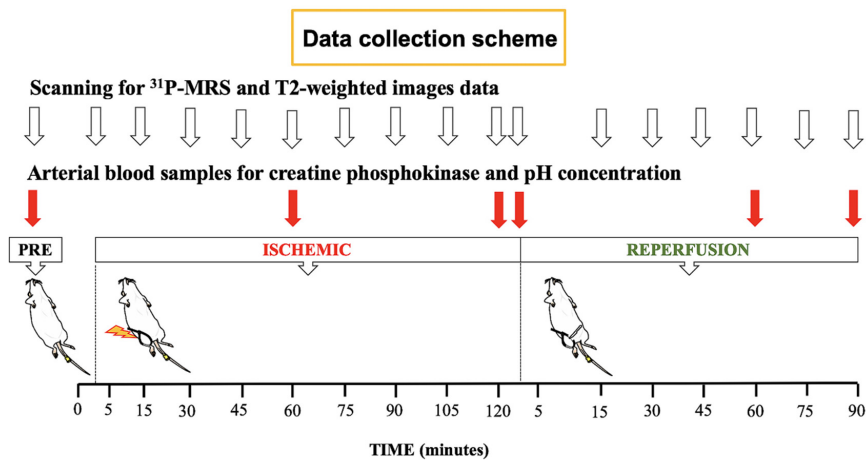 Data collection scheme
Scanning for ³¹P-MRS and T2-weighted images data
Arterial blood samples for creatine phosphokinase and pH concentration
PRE ISCHEMIC REPERFUSION
0 5 15 30 45 60 75 90 105 120 5 15 30 45 60 75 90
TIME (minutes)